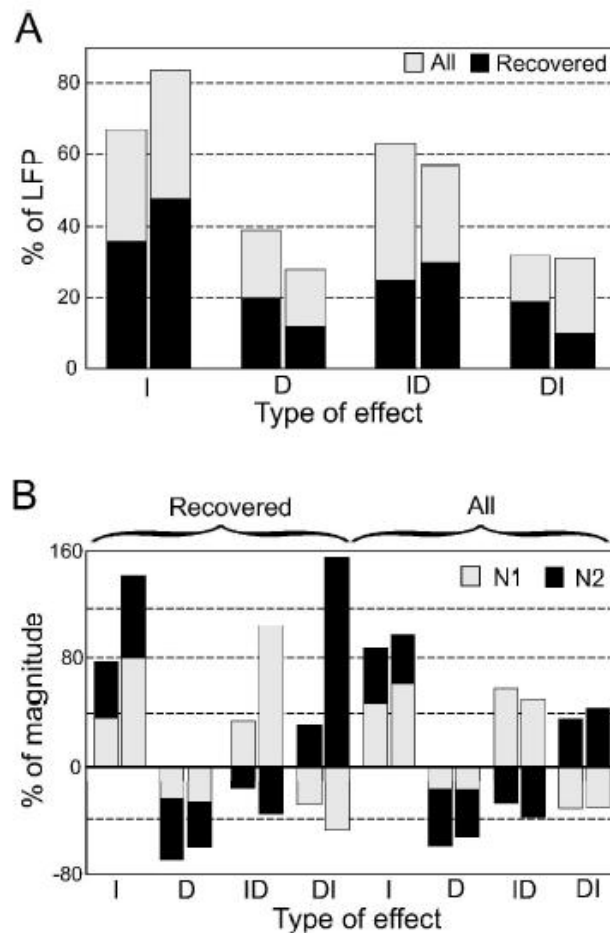 A
All Recovered
% of LFP
80
60
40
20
0
I D ID DI
Type of effect
B
Recovered All
N1 N2
% of magnitude
160
80
0
-80
I D ID DI I D ID DI
Type of effect